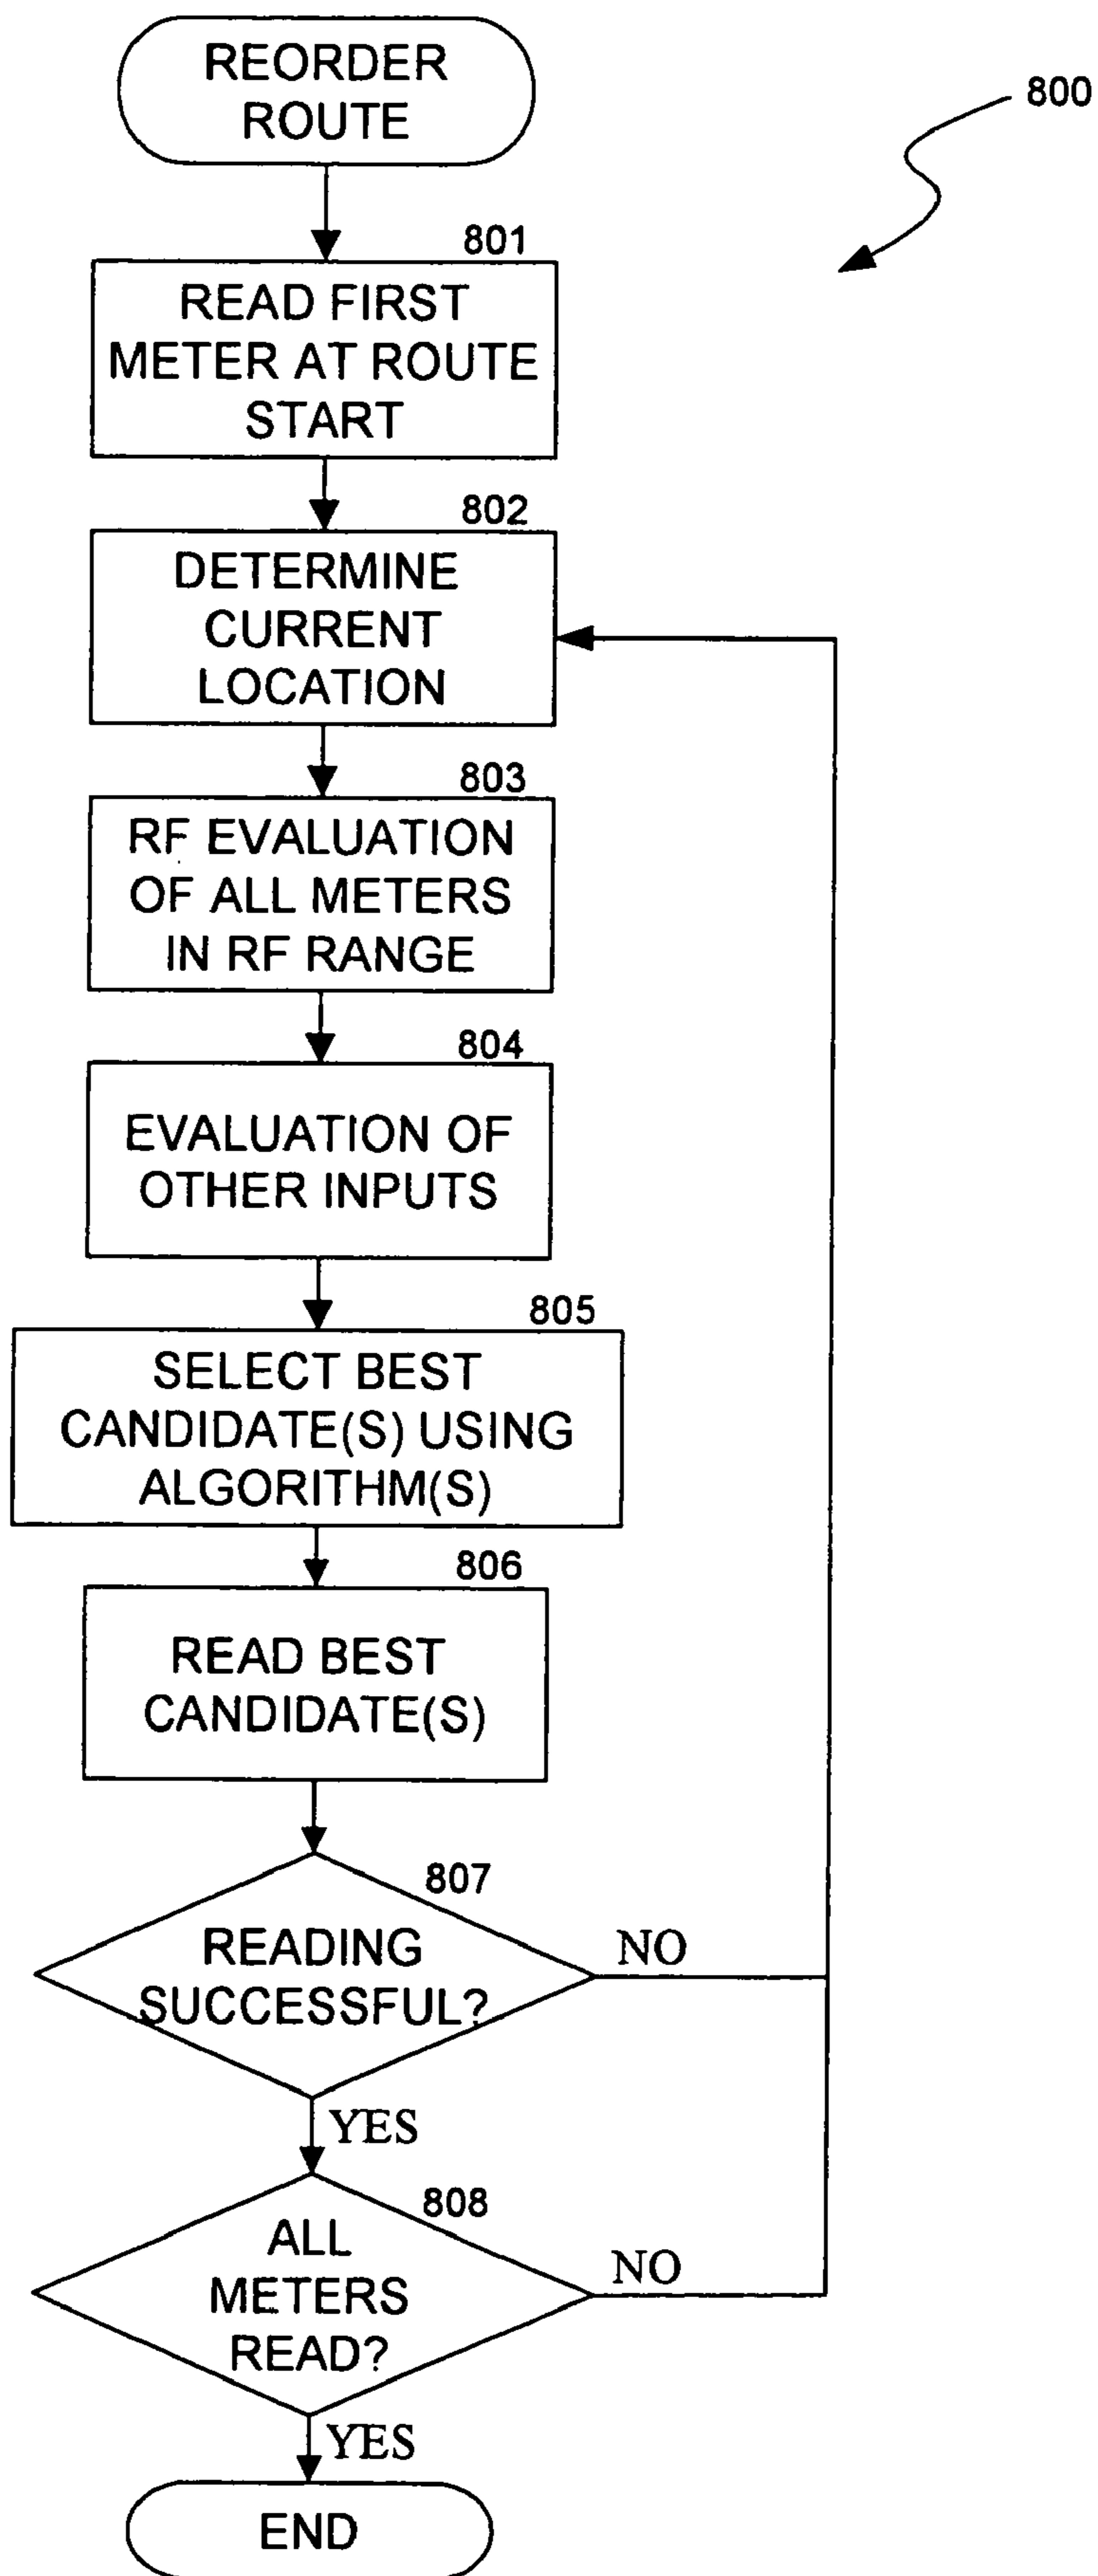 REORDER
ROUTE
800
801
READ FIRST
METER AT ROUTE
START
802
DETERMINE
CURRENT
LOCATION
803
RF EVALUATION
OF ALL METERS
IN RF RANGE
804
EVALUATION OF
OTHER INPUTS
805
SELECT BEST
CANDIDATE(S) USING
ALGORITHM(S)
806
READ BEST
CANDIDATE(S)
807
READING
SUCCESSFUL?
NO
YES
808
ALL
METERS
READ?
NO
YES
END